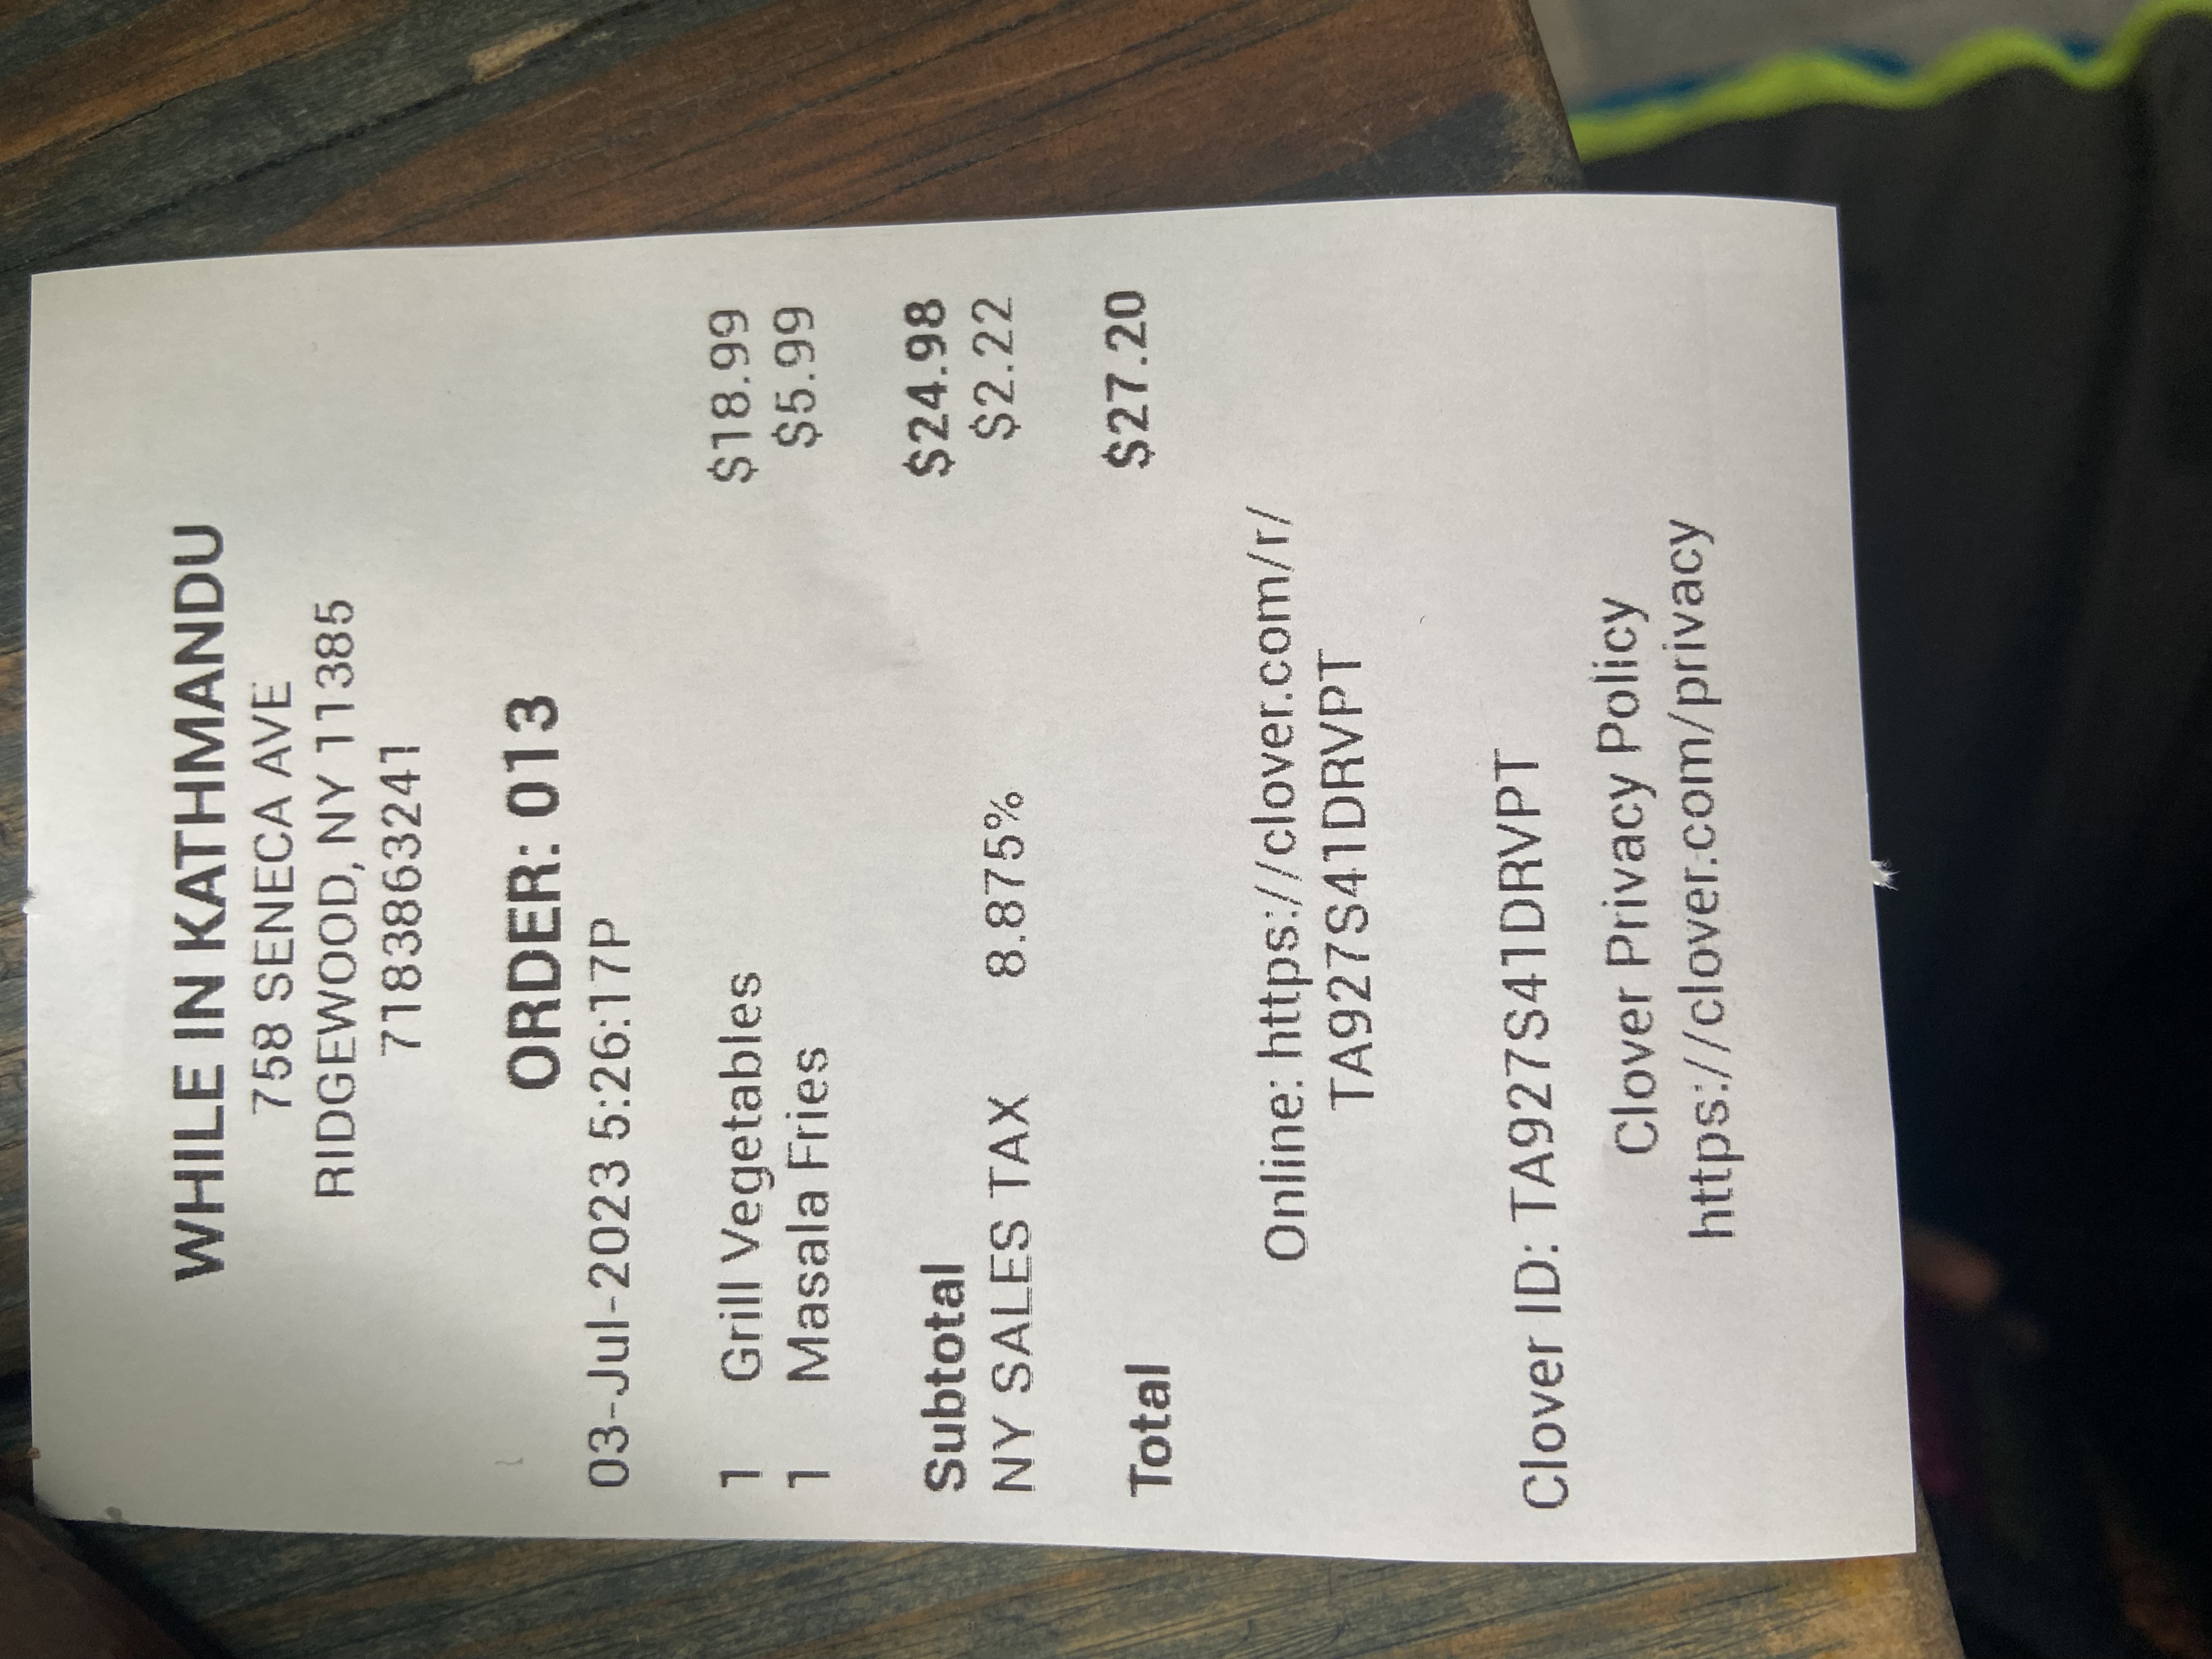 WHILE IN KATHMANDU
758 SENECA AVE
RIDGEWOOD, NY 11385
7183863241
ORDER: 013
03-Jul-2023 5:26:17P
1 Grill Vegetables $18.99
1 Masala Fries $5.99
Subtotal $24.98
NY SALES TAX 8.875% $2.22
Total $27.20
Online: https://clover.com/r/
TA927S41DRVPT
Clover ID: TA927S41DRVPT
Clover Privacy Policy
https://clover.com/privacy